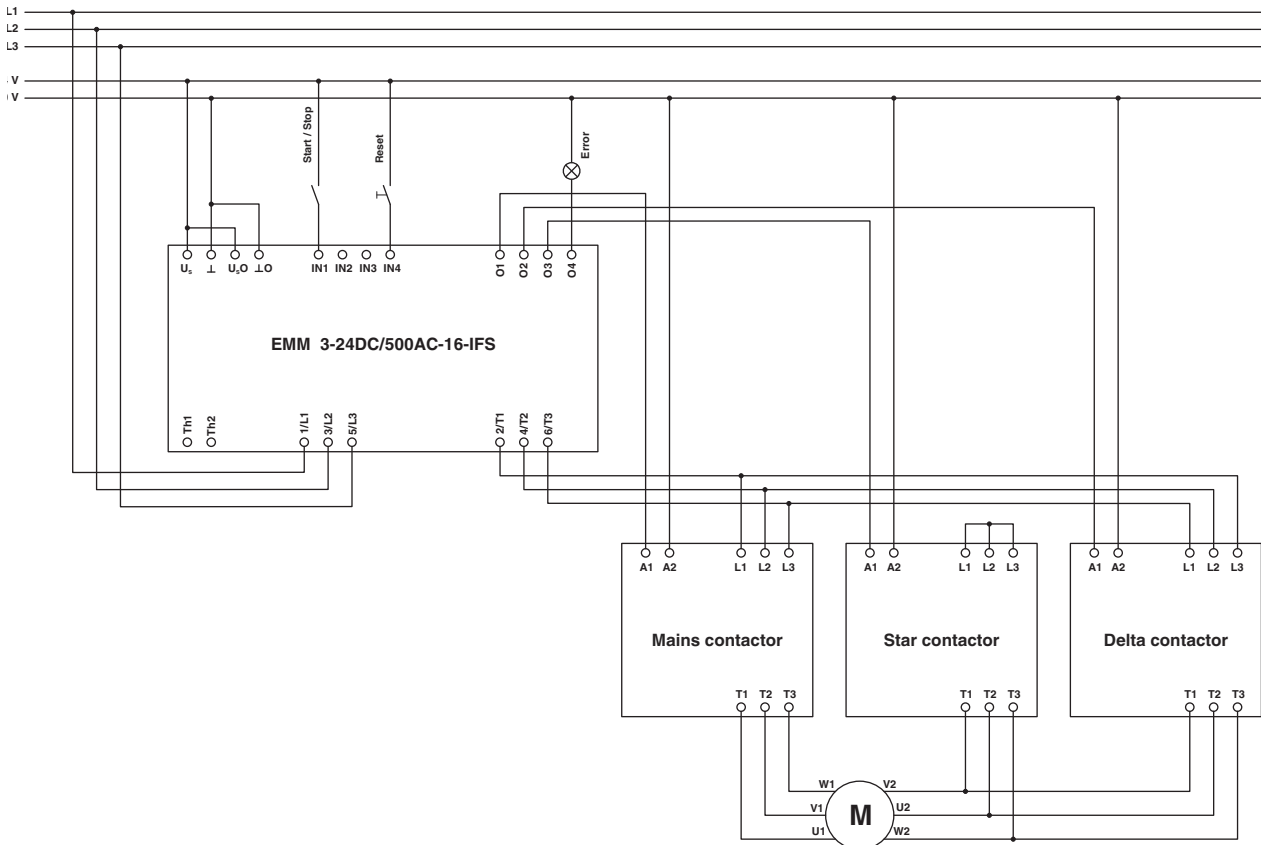 L1
L2
L3
V
V
Start / Stop
Reset
Error
Us ⊥ UsO ⊥O IN1 IN2 IN3 IN4 O1 O2 O3 O4
EMM 3-24DC/500AC-16-IFS
Th1 Th2 1/L1 3/L2 5/L3 2/T1 4/T2 6/T3
A1 A2 L1 L2 L3 A1 A2 L1 L2 L3 A1 A2 L1 L2 L3
Mains contactor Star contactor Delta contactor
T1 T2 T3 T1 T2 T3 T1 T2 T3
W1 V2
V1 M U2
U1 W2